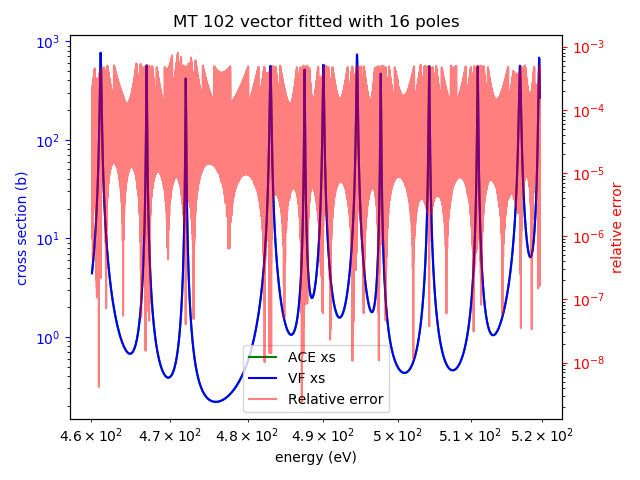 MT 102 vector fitted with 16 poles
cross section (b)
10³
10²
10¹
10⁰
10⁻³
10⁻⁴
10⁻⁵
10⁻⁶
10⁻⁷
10⁻⁸
relative error
ACE xs
VF xs
Relative error
4.6 × 10² 4.7 × 10² 4.8 × 10² 4.9 × 10² 5 × 10² 5.1 × 10² 5.2 × 10²
energy (eV)